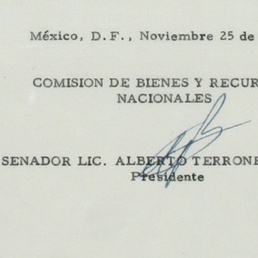 México, D. F., Noviembre 25 de
COMISION DE BIENES Y RECUR
NACIONALES
SENADOR LIC. ALBERTO TERRONE
Presidente